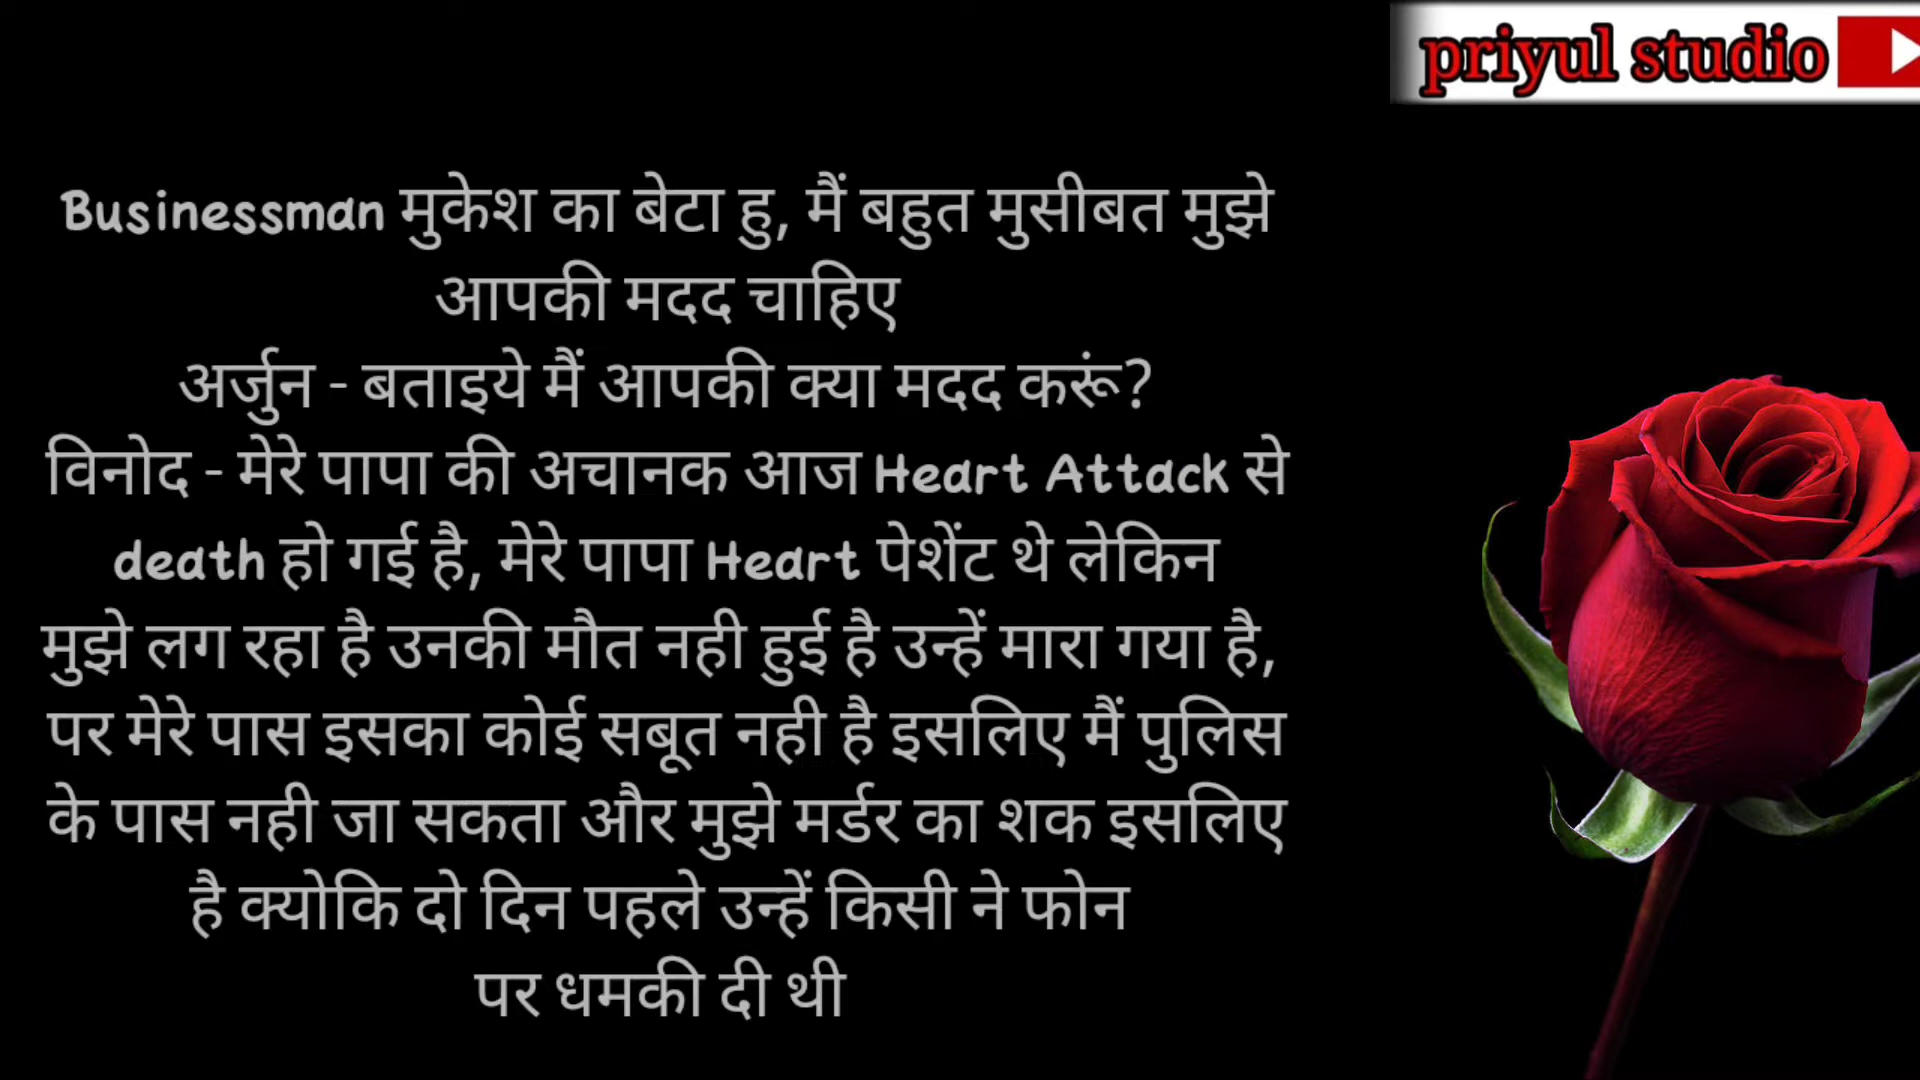 priyul studio
Businessman मुकेश का बेटा हु, मैं बहुत मुसीबत मुझे
आपकी मदद चाहिए
अर्जुन - बताइये मैं आपकी क्या मदद करूं?
विनोद - मेरे पापा की अचानक आज Heart Attack से
death हो गई है, मेरे पापा Heart पेशेंट थे लेकिन
मुझे लग रहा है उनकी मौत नही हुई है उन्हें मारा गया है,
पर मेरे पास इसका कोई सबूत नही है इसलिए मैं पुलिस
के पास नही जा सकता और मुझे मर्डर का शक इसलिए
है क्योकि दो दिन पहले उन्हें किसी ने फोन
पर धमकी दी थी